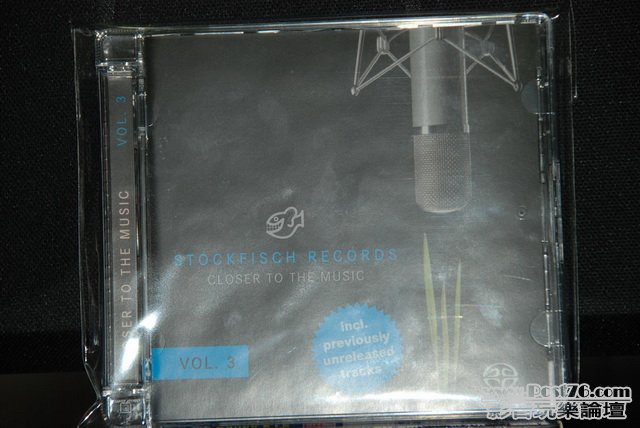 VOL. 3
CLOSER TO THE MUSIC
STOCKFISCH RECORDS
CLOSER TO THE MUSIC
Incl.
previously
unreleased
tracks
VOL. 3
www.Post76.com
影音玩樂論壇